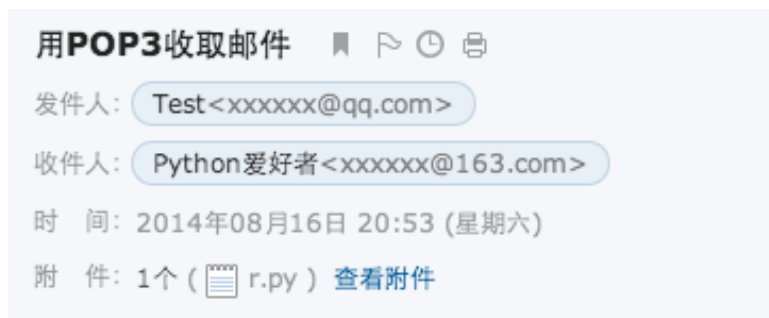 用POP3收取邮件
发件人: Test<xxxxxx@qq.com>
收件人: Python爱好者<xxxxxx@163.com>
时 间: 2014年08月16日 20:53 (星期六)
附 件: 1个 ( r.py ) 查看附件